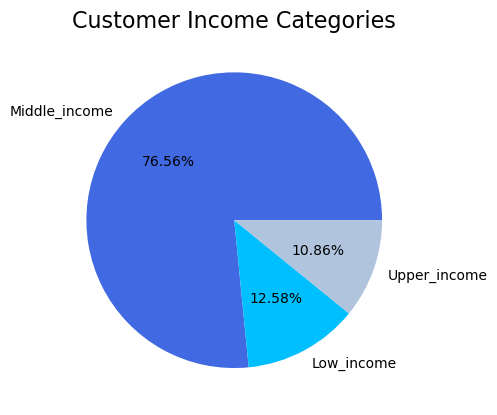 Customer Income Categories
Middle_income
76.56%
10.86%
Upper_income
12.58%
Low_income